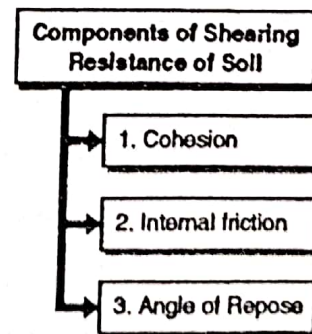 Components of Shearing
Resistance of Soil
1. Cohesion
2. Internal friction
3. Angle of Repose